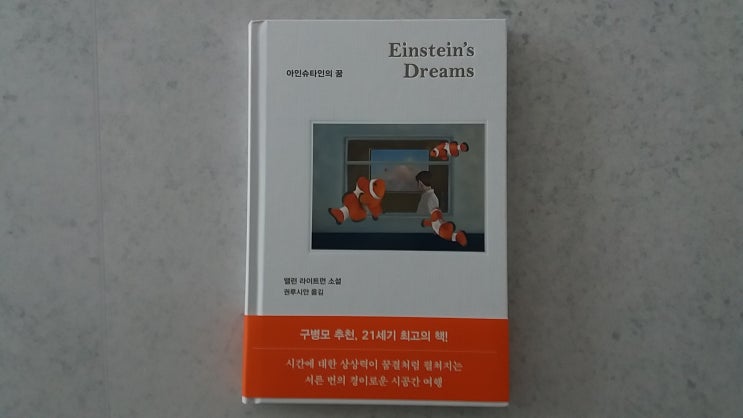 Einstein's
Dreams
아인슈타인의 꿈
앨런 라이트먼 소설
권루시안 옮김
구병모 추천, 21세기 최고의 책!
시간에 대한 상상력이 꿈결처럼 펼쳐지는
서른 번의 경이로운 시공간 여행